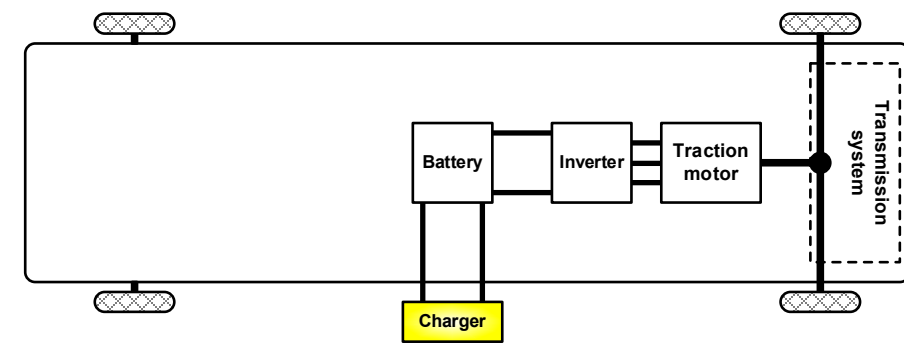 Battery
Inverter
Traction
motor
Transmission
system
Charger